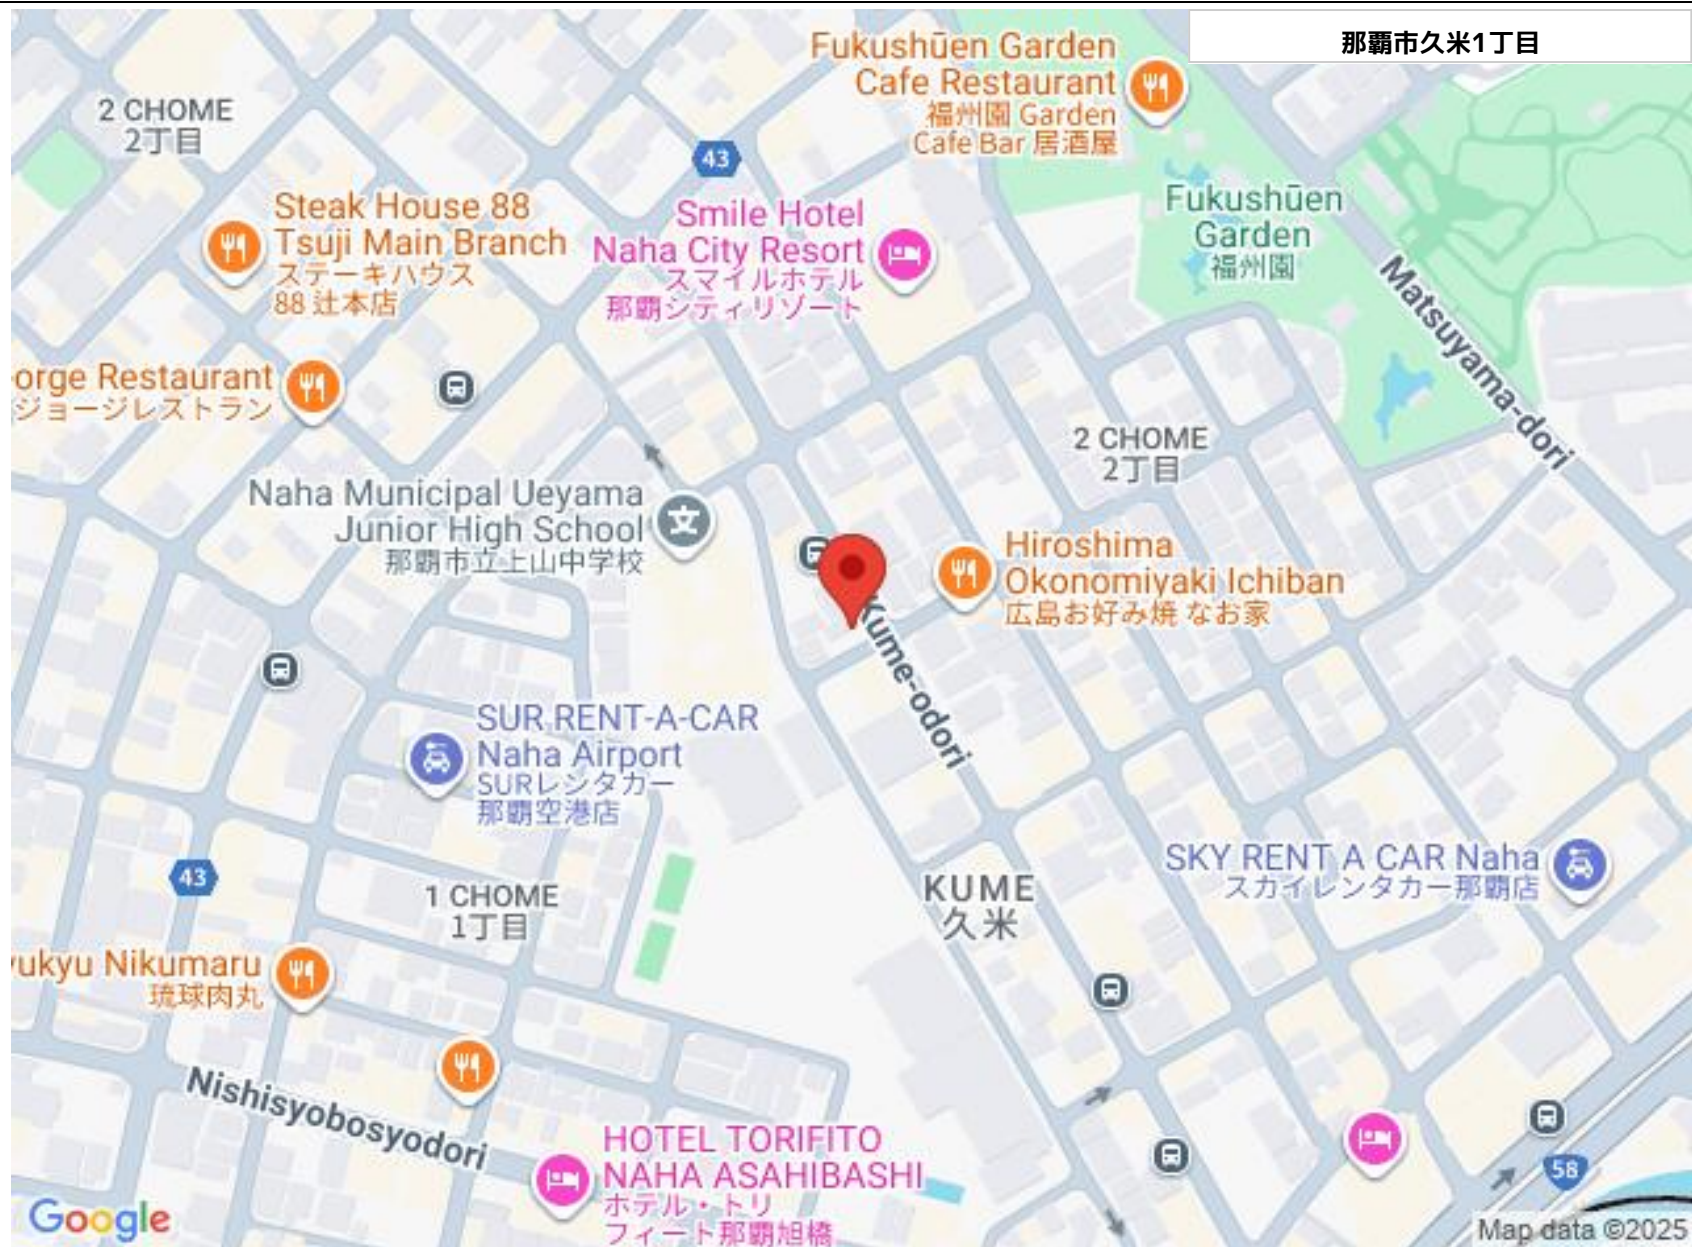 那覇市久米1丁目
Fukushūen Garden
Cafe Restaurant
福州園 Garden
Cafe Bar 居酒屋
2 CHOME
2丁目
43
Steak House 88
Tsuji Main Branch
ステーキハウス
88 辻本店
Smile Hotel
Naha City Resort
スマイルホテル
那覇シティリゾート
Fukushūen
Garden
福州園
Matsuyama-dori
orge Restaurant
ジョージレストラン
2 CHOME
2丁目
Naha Municipal Ueyama
Junior High School
那覇市立上山中学校
文
Hiroshima
Okonomiyaki Ichiban
広島お好み焼 なお家
Kume-odori
SUR RENT-A-CAR
Naha Airport
SURレンタカー
那覇空港店
43
1 CHOME
1丁目
KUME
久米
SKY RENT A CAR Naha
スカイレンタカー那覇店
yukyu Nikumaru
琉球肉丸
Nishisyobosyodori
HOTEL TORIFITO
NAHA ASAHIBASHI
ホテル・トリ
フィート那覇旭橋
58
Google
Map data ©2025